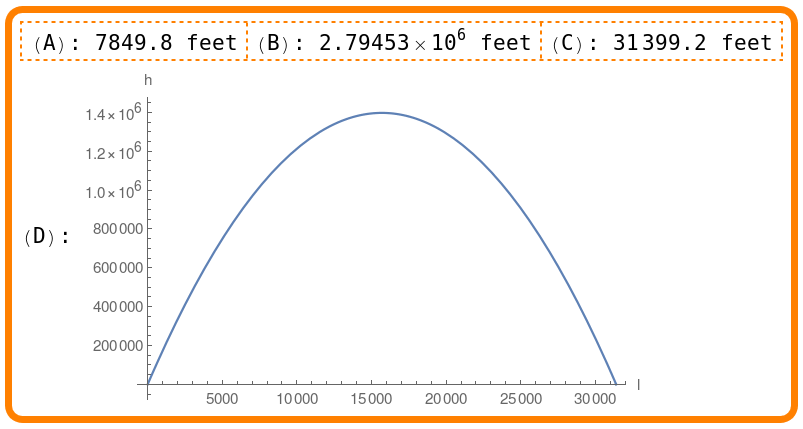 (A): 7849.8 feet (B): 2.79453×10⁶ feet (C): 31399.2 feet
h
1.4×10⁶
1.2×10⁶
1.0×10⁶
800000
(D):
600000
400000
200000
5000 10000 15000 20000 25000 30000 l